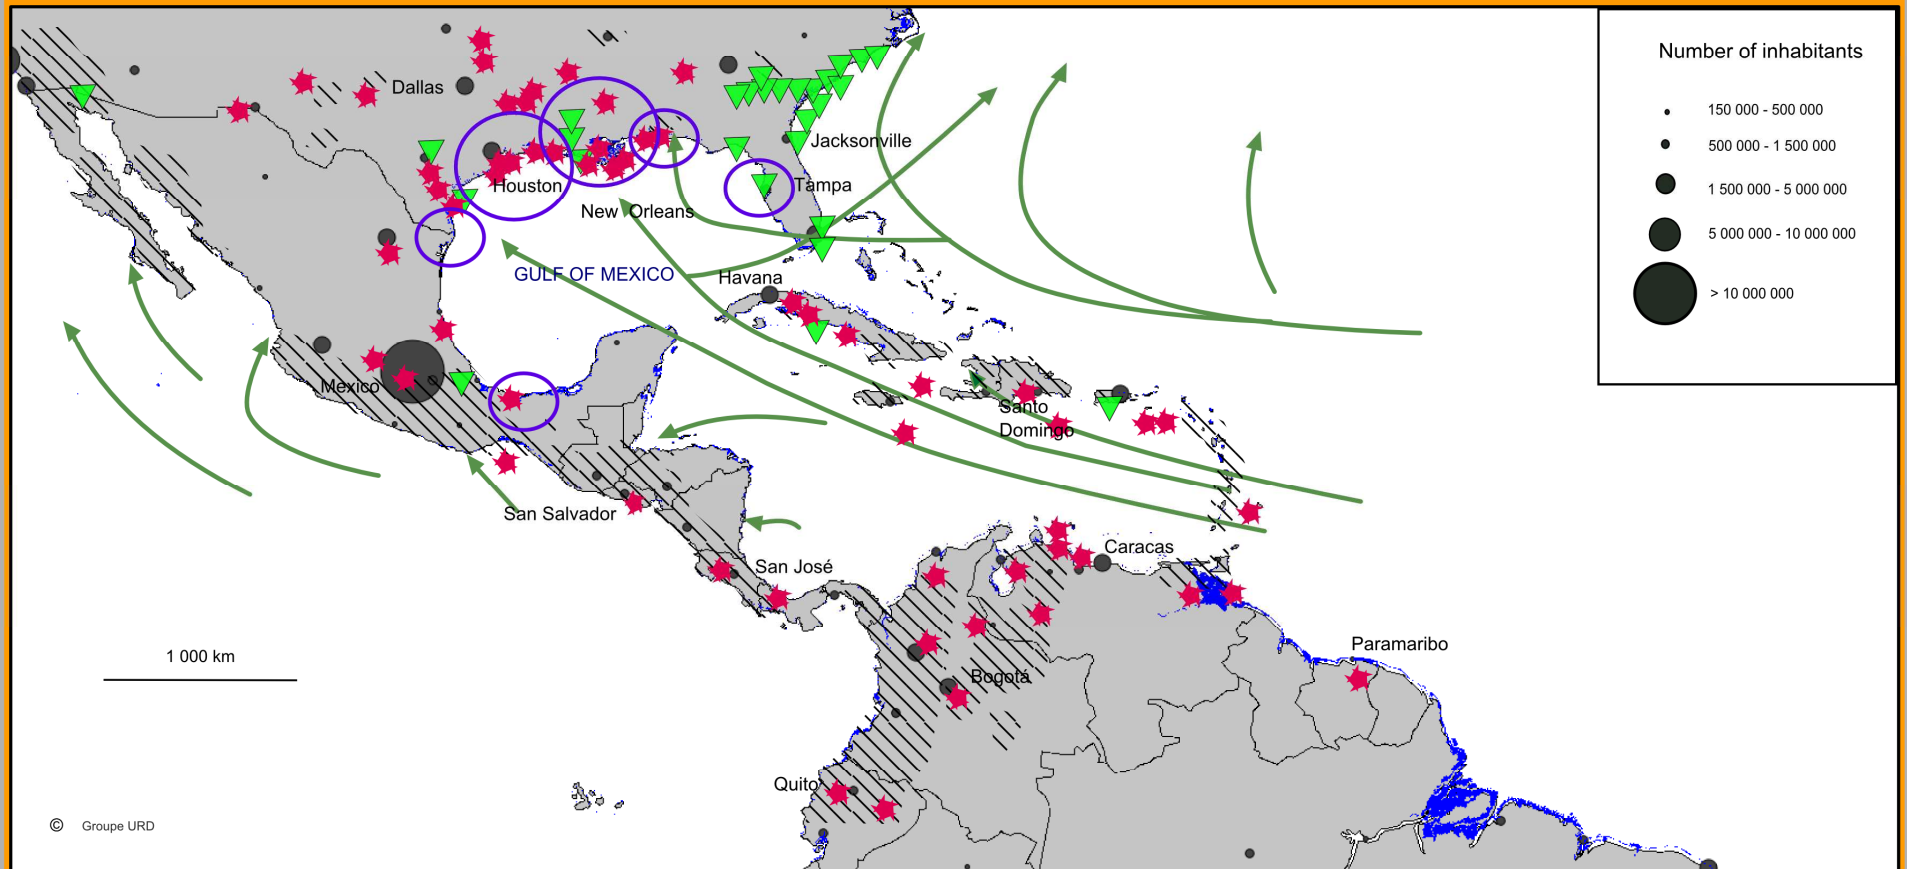 Number of inhabitants
150 000 - 500 000
500 000 - 1 500 000
1 500 000 - 5 000 000
5 000 000 - 10 000 000
> 10 000 000
Dallas
Jacksonville
Houston
Tampa
New Orleans
GULF OF MEXICO
Havana
Mexico
Santo
Domingo
San Salvador
San José
Caracas
Paramaribo
Bogotá
Quito
1 000 km
© Groupe URD